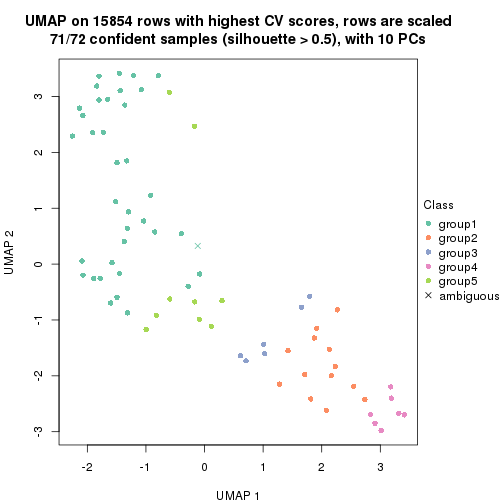 UMAP on 15854 rows with highest CV scores, rows are scaled
71/72 confident samples (silhouette > 0.5), with 10 PCs
3
2
1
0
-1
-2
-3
UMAP 2
-2
-1
0
1
2
3
UMAP 1
Class
group1
group2
group3
group4
group5
ambiguous